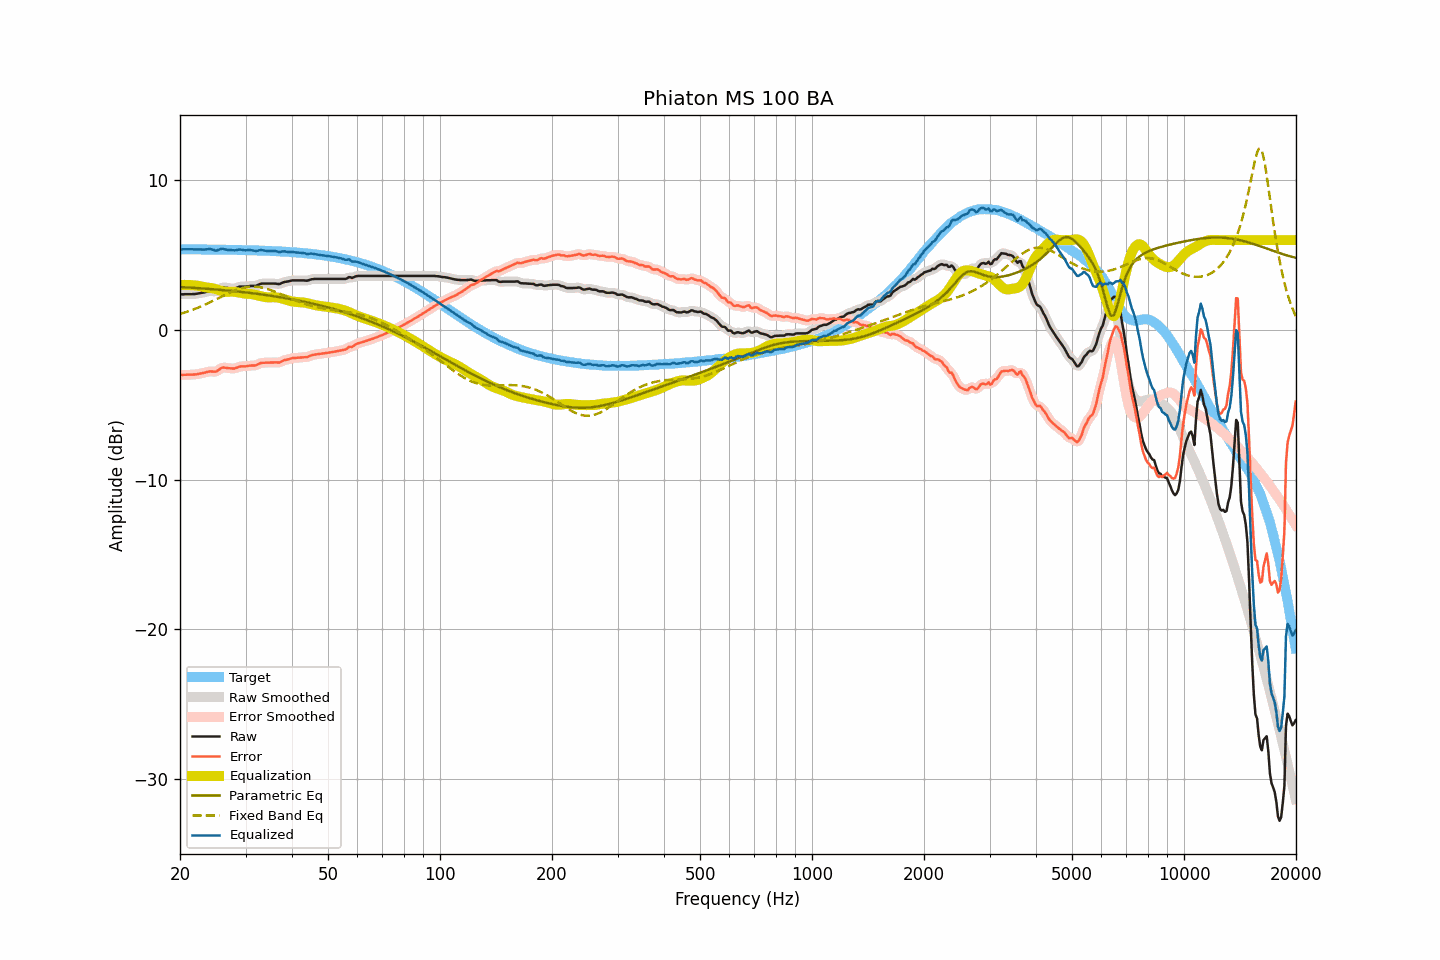 Phiaton MS 100 BA
Amplitude (dBr)
10
0
−10
−20
−30
Target
Raw Smoothed
Error Smoothed
Raw
Error
Equalization
Parametric Eq
Fixed Band Eq
Equalized
20 50 100 200 500 1000 2000 5000 10000 20000
Frequency (Hz)